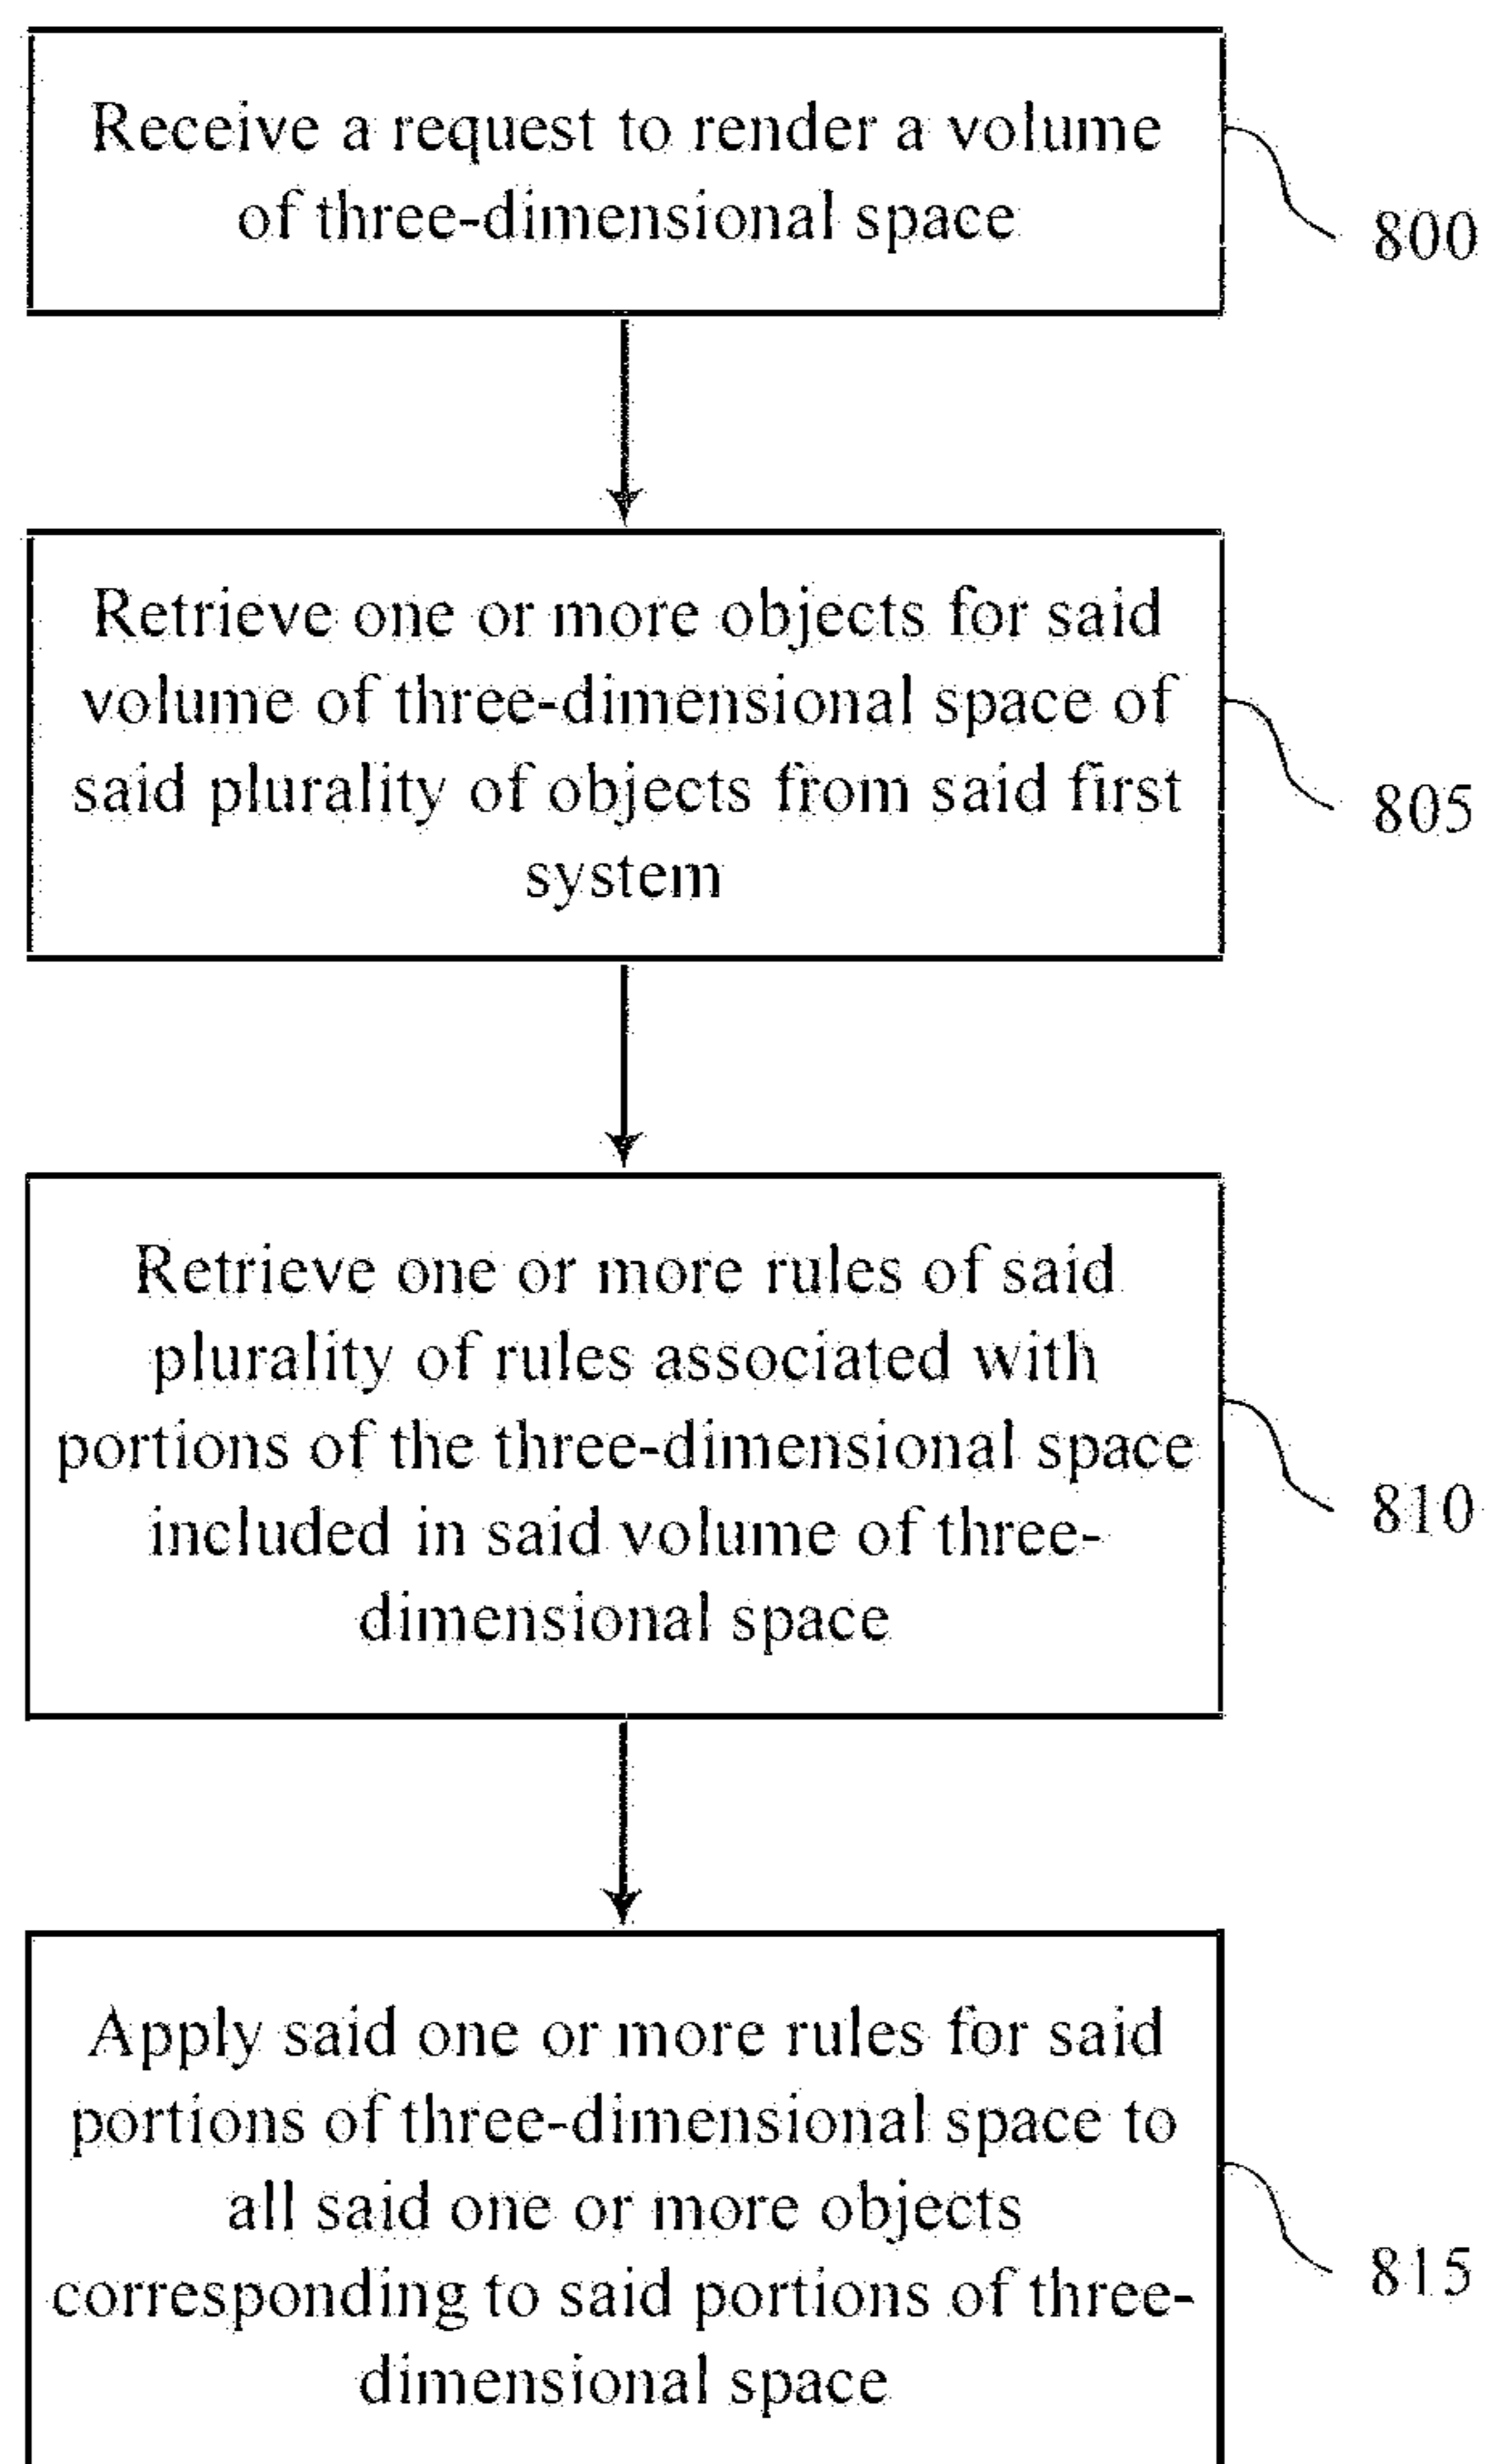 Receive a request to render a volume
of three-dimensional space
800
Retrieve one or more objects for said
volume of three-dimensional space of
said plurality of objects from said first
system
805
Retrieve one or more rules of said
plurality of rules associated with
portions of the three-dimensional space
included in said volume of three-
dimensional space
810
Apply said one or more rules for said
portions of three-dimensional space to
all said one or more objects
corresponding to said portions of three-
dimensional space
815